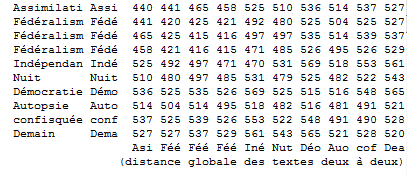 Assimilati Assi 440 441 465 458 525 510 536 514 537 527
Fédéralism Fédé 441 420 425 421 492 480 525 504 525 527
Fédéralism Fédé 465 425 415 416 497 497 535 514 539 537
Fédéralism Fédé 458 421 416 415 471 485 526 495 526 529
Indépendan Indé 525 492 497 471 470 531 569 518 553 561
Nuit Nuit 510 480 497 485 531 479 525 482 522 543
Démocratie Démo 536 525 535 526 569 525 515 516 548 565
Autopsie Auto 514 504 514 495 518 482 516 481 491 521
confisquée conf 537 525 539 526 553 522 548 491 490 528
Demain Dema 527 527 537 529 561 543 565 521 528 520
Asi Féé Féé Féé Iné Nut Déo Auo cof Dea
(distance globale des textes deux à deux)